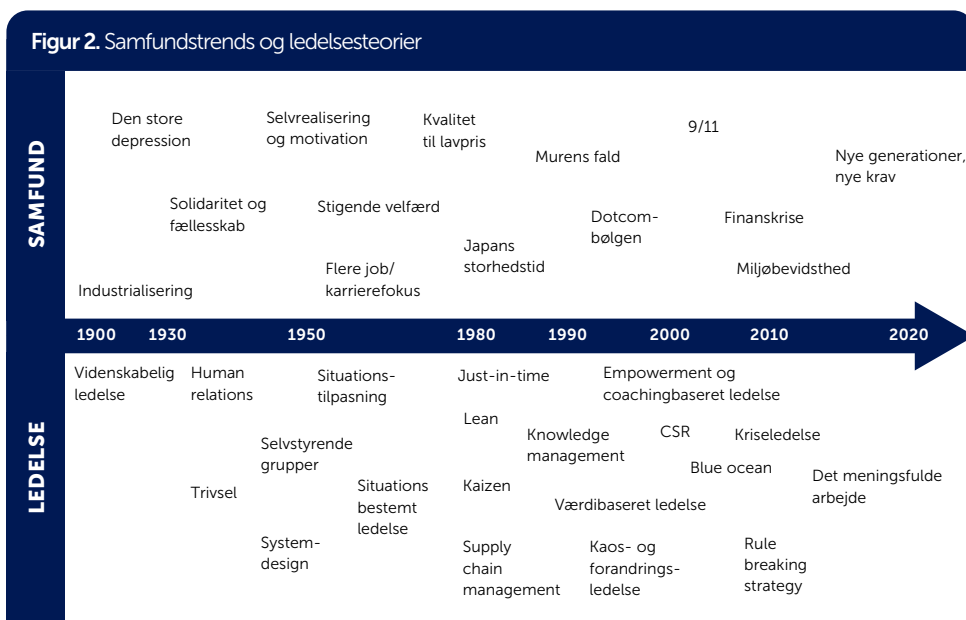 Figur 2. Samfundstrends og ledelsesteorier
SAMFUND
Den store
depression
Selvrealisering
og motivation
Kvalitet
til lavpris
9/11
Murens fald
Nye generationer,
nye krav
Solidaritet og
fællesskab
Stigende velfærd
Dotcom-
bølgen
Finanskrise
Japans
storhedstid
Flere job/
karrierefokus
Miljøbevidsthed
Industrialisering
1900 1930 1950 1980 1990 2000 2010 2020
LEDELSE
Videnskabelig
ledelse
Human
relations
Situations-
tilpasning
Just-in-time
Empowerment og
coachingbaseret ledelse
Lean
Knowledge
management
CSR
Kriseledelse
Selvstyrende
grupper
Blue ocean
Det meningsfulde
arbejde
Trivsel
Situations
bestemt
ledelse
Kaizen
Værdibaseret ledelse
System-
design
Supply
chain
management
Kaos- og
forandrings-
ledelse
Rule
breaking
strategy